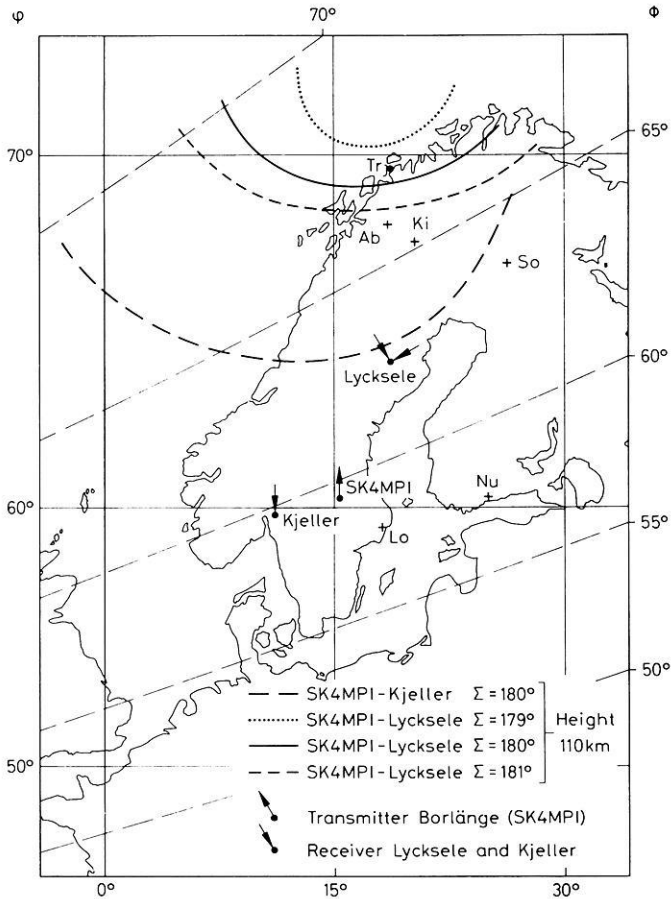 φ 70° Φ
65°
70°
Tr
Ab Ki
So
Lycksele
60°
SK4MPI
Nu
60°
Kjeller
Lo
55°
50°
SK4MPI-Kjeller Σ = 180°
SK4MPI-Lycksele Σ = 179°
SK4MPI-Lycksele Σ = 180°
SK4MPI-Lycksele Σ = 181°
Height
110km
50°
Transmitter Borlänge (SK4MPI)
Receiver Lycksele and Kjeller
0° 15° 30°